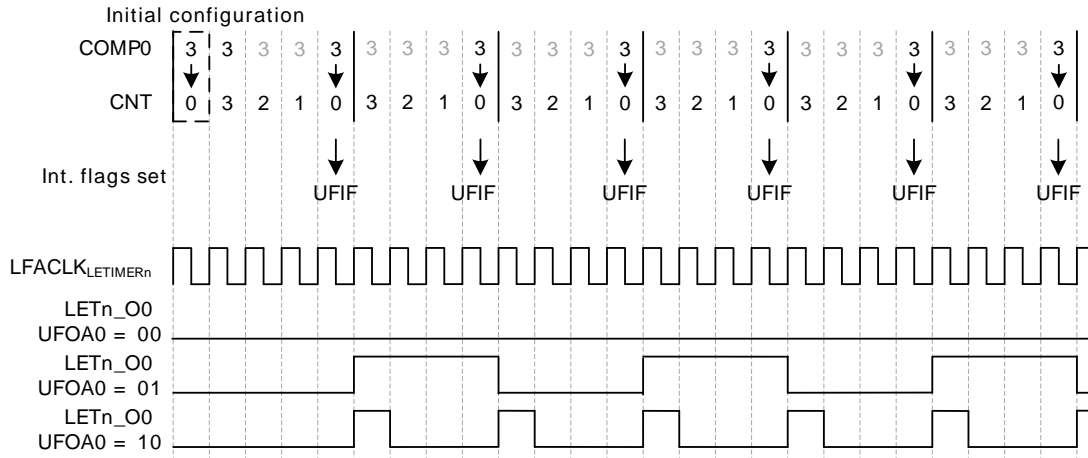 Initial configuration
COMP0 3 3 3 3 3 3 3 3 3 3 3 3 3 3 3 3 3 3 3 3 3 3 3 3 3
CNT 0 3 2 1 0 3 2 1 0 3 2 1 0 3 2 1 0 3 2 1 0 3 2 1 0
Int. flags set UFIF UFIF UFIF UFIF UFIF UFIF
LFACLKLETIMERn
LETn_O0
UFOA0 = 00
LETn_O0
UFOA0 = 01
LETn_O0
UFOA0 = 10